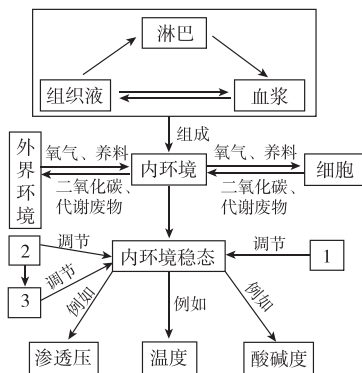 淋巴
组织液
血浆
组成
外界环境
氧气、养料
二氧化碳、
代谢废物
内环境
氧气、养料
二氧化碳、
代谢废物
细胞
2
调节
3
调节
内环境稳态
调节
1
例如
例如
例如
渗透压
温度
酸碱度